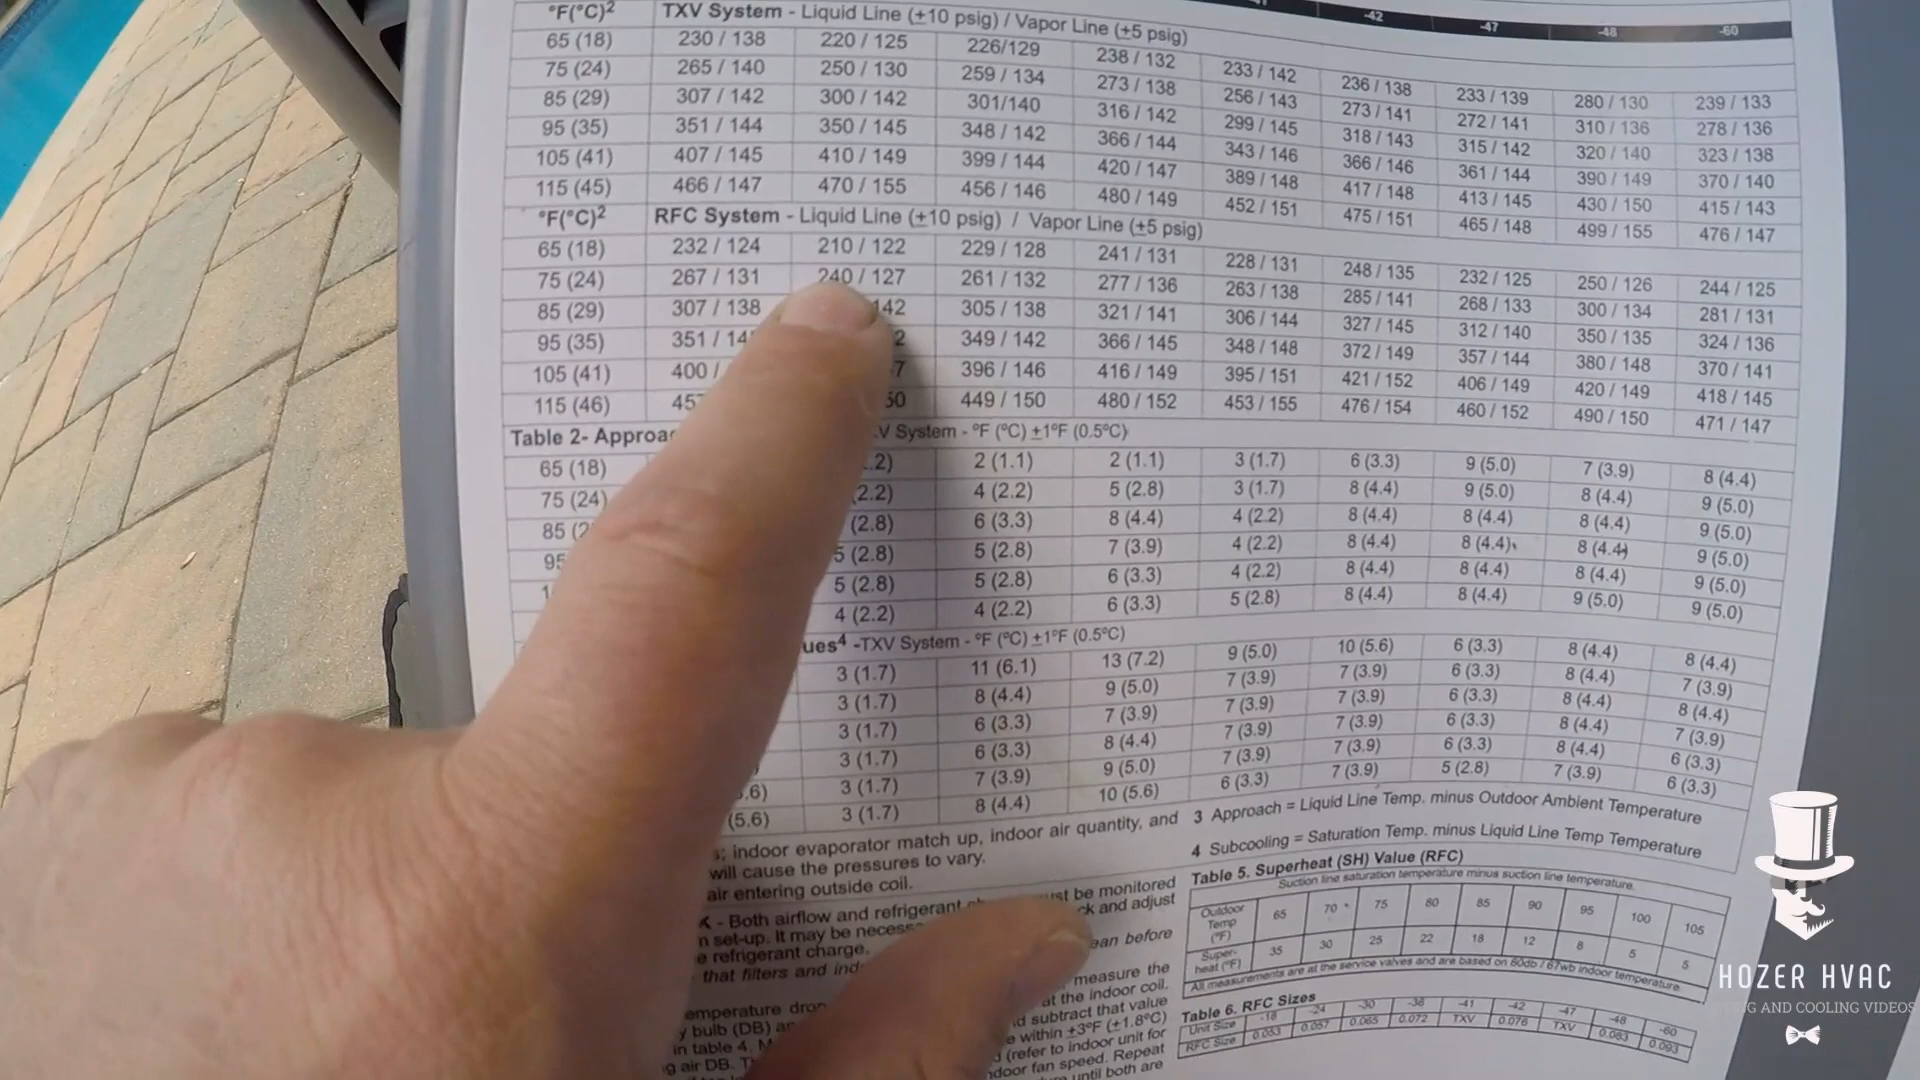 -42 -47 -48 -60
°F(°C)2 TXV System - Liquid Line (±10 psig) / Vapor Line (±5 psig)
65 (18) 230 / 138 220 / 125 226/129 238 / 132 233 / 142 236 / 138 233 / 139 280 / 130 239 / 133
75 (24) 265 / 140 250 / 130 259 / 134 273 / 138 256 / 143 273 / 141 272 / 141 310 / 136 278 / 136
85 (29) 307 / 142 300 / 142 301/140 316 / 142 299 / 145 318 / 143 315 / 142 320 / 140 323 / 138
95 (35) 351 / 144 350 / 145 348 / 142 366 / 144 343 / 146 366 / 146 361 / 144 390 / 149 370 / 140
105 (41) 407 / 145 410 / 149 399 / 144 420 / 147 389 / 148 417 / 148 413 / 145 430 / 150 415 / 143
115 (45) 466 / 147 470 / 155 456 / 146 480 / 149 452 / 151 475 / 151 465 / 148 499 / 155 476 / 147
°F(°C)2 RFC System - Liquid Line (±10 psig) / Vapor Line (±5 psig)
65 (18) 232 / 124 210 / 122 229 / 128 241 / 131 228 / 131 248 / 135 232 / 125 250 / 126 244 / 125
75 (24) 267 / 131 240 / 127 261 / 132 277 / 136 263 / 138 285 / 141 268 / 133 300 / 134 281 / 131
85 (29) 307 / 138 142 305 / 138 321 / 141 306 / 144 327 / 145 312 / 140 350 / 135 324 / 136
95 (35) 351 / 2 349 / 142 366 / 145 348 / 148 372 / 149 357 / 144 380 / 148 370 / 141
105 (41) 400 / 7 396 / 146 416 / 149 395 / 151 421 / 152 406 / 149 420 / 149 418 / 145
115 (46) 50 449 / 150 480 / 152 453 / 155 476 / 154 460 / 152 490 / 150 471 / 147
Table 2- V System - ºF (ºC) ±1ºF (0.5ºC)
65 (18) .2) 2 (1.1) 2 (1.1) 3 (1.7) 6 (3.3) 9 (5.0) 7 (3.9) 8 (4.4)
75 (24) (2.2) 4 (2.2) 5 (2.8) 3 (1.7) 8 (4.4) 9 (5.0) 8 (4.4) 9 (5.0)
85 (2 (2.8) 6 (3.3) 8 (4.4) 4 (2.2) 8 (4.4) 8 (4.4) 8 (4.4) 9 (5.0)
95 5 (2.8) 5 (2.8) 7 (3.9) 4 (2.2) 8 (4.4) 8 (4.4) 8 (4.4) 9 (5.0)
1 5 (2.8) 5 (2.8) 6 (3.3) 4 (2.2) 8 (4.4) 8 (4.4) 8 (4.4) 9 (5.0)
4 (2.2) 4 (2.2) 6 (3.3) 5 (2.8) 8 (4.4) 8 (4.4) 9 (5.0) 9 (5.0)
ues4 -TXV System - ºF (ºC) ±1ºF (0.5ºC)
3 (1.7) 11 (6.1) 13 (7.2) 9 (5.0) 10 (5.6) 6 (3.3) 8 (4.4) 8 (4.4)
3 (1.7) 8 (4.4) 9 (5.0) 7 (3.9) 7 (3.9) 6 (3.3) 8 (4.4) 7 (3.9)
3 (1.7) 6 (3.3) 7 (3.9) 7 (3.9) 7 (3.9) 6 (3.3) 8 (4.4) 8 (4.4)
3 (1.7) 6 (3.3) 8 (4.4) 7 (3.9) 7 (3.9) 6 (3.3) 8 (4.4) 7 (3.9)
.6) 3 (1.7) 7 (3.9) 9 (5.0) 7 (3.9) 7 (3.9) 6 (3.3) 8 (4.4) 6 (3.3)
(5.6) 3 (1.7) 8 (4.4) 10 (5.6) 6 (3.3) 7 (3.9) 5 (2.8) 7 (3.9) 6 (3.3)
s; indoor evaporator match up, indoor air quantity, and
will cause the pressures to vary.
air entering outside coil.
3 Approach = Liquid Line Temp. minus Outdoor Ambient Temperature
4 Subcooling = Saturation Temp. minus Liquid Line Temp Temperature
K - Both airflow and refrigerant must be monitored
set-up. It may be ck and adjust
refrigerant charge. ean before
that filters and
measure the
at the indoor coil.
subtract that value
within ±3ºF (±1.8ºC)
(refer to indoor unit for
fan speed. Repeat
until both are
emperature
y bulb (DB)
in table 4.
g air DB.
Table 5. Superheat (SH) Value (RFC)
Suction line saturation temperature minus suction line temperature.
Outdoor Temp (ºF) 65 70 75 80 85 90 95 100 105
Super-heat (ºF) 35 30 25 22 18 12 8 5 5
All measurements are at the service valves and are based on 80db / 67wb indoor temperature.
Table 6. RFC Sizes
Unit Size -18 -24 -30 -36 -41 -42 -47 -48 -60
RFC Size 0.053 0.057 0.065 0.072 TXV 0.076 TXV 0.083 0.093
HOZER HVAC
AND COOLING VIDEOS